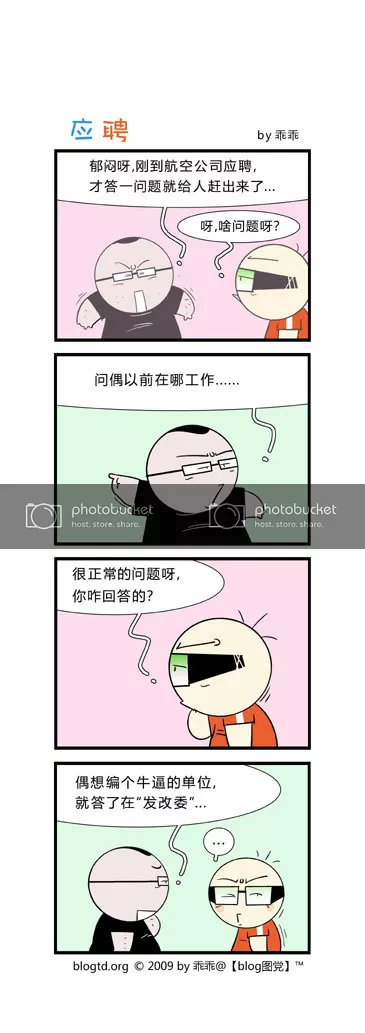 应聘
by 乖乖
郁闷呀,刚到航空公司应聘,
才答一问题就给人赶出来了...
呀,啥问题呀?
问偶以前在哪工作......
photobucket
host. store. share.
photobucket
host. store. share.
很正常的问题呀,
你咋回答的?
偶想编个牛逼的单位,
就答了在“发改委”...
...
blogtd.org © 2009 by 乖乖@【blog图党】™